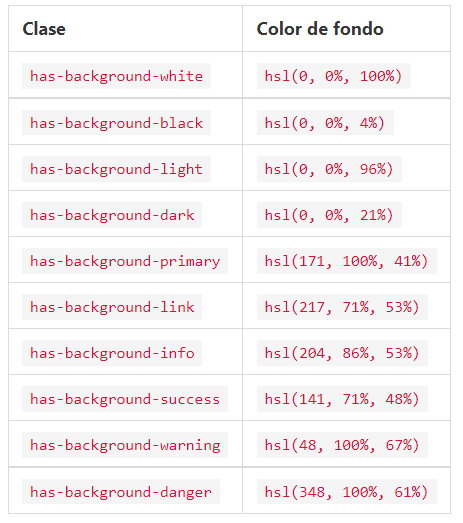 Clase Color de fondo
has-background-white hsl(0, 0%, 100%)
has-background-black hsl(0, 0%, 4%)
has-background-light hsl(0, 0%, 96%)
has-background-dark hsl(0, 0%, 21%)
has-background-primary hsl(171, 100%, 41%)
has-background-link hsl(217, 71%, 53%)
has-background-info hsl(204, 86%, 53%)
has-background-success hsl(141, 71%, 48%)
has-background-warning hsl(48, 100%, 67%)
has-background-danger hsl(348, 100%, 61%)